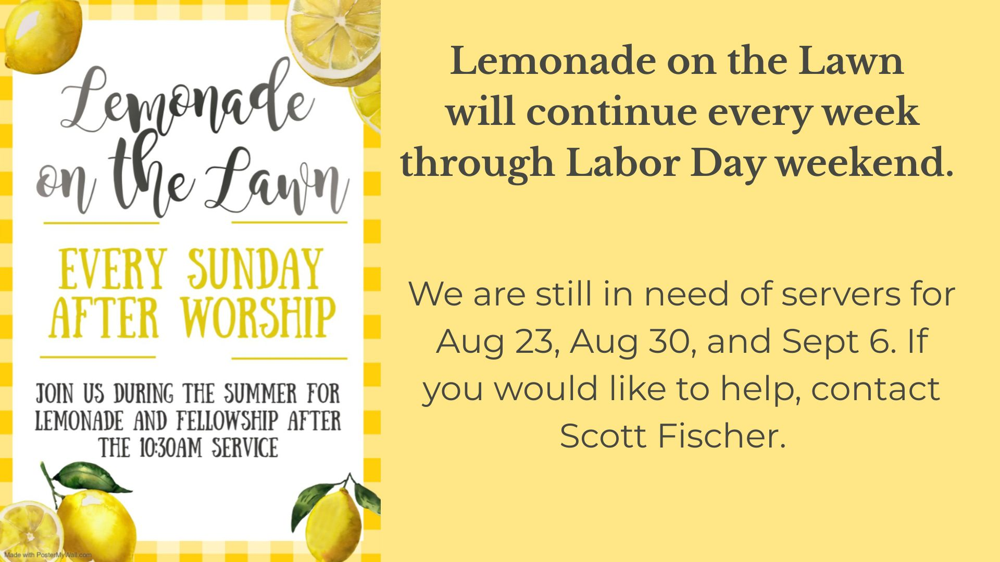 Lemonade
on the Lawn
EVERY SUNDAY
AFTER WORSHIP
JOIN US DURING THE SUMMER FOR
LEMONADE AND FELLOWSHIP AFTER
THE 10:30AM SERVICE
Made with PosterMyWall.com
Lemonade on the Lawn
will continue every week
through Labor Day weekend.
We are still in need of servers for
Aug 23, Aug 30, and Sept 6. If
you would like to help, contact
Scott Fischer.